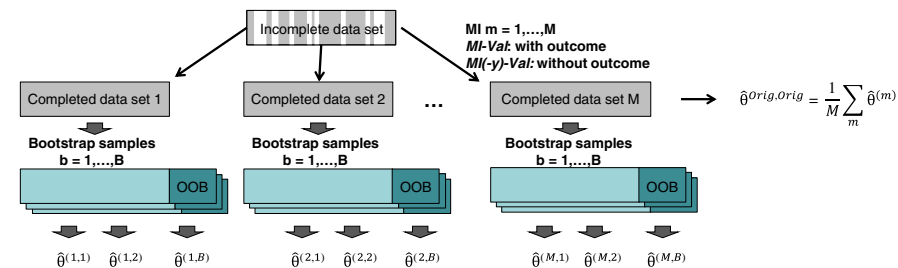 Incomplete data set
MI m = 1,...,M
MI-Val: with outcome
MI(-y)-Val: without outcome
Completed data set 1
Completed data set 2
...
Completed data set M
θ̂^{Orig,Orig} = \frac{1}{M} \sum_{m} θ̂^{(m)}
Bootstrap samples
b = 1,...,B
Bootstrap samples
b = 1,...,B
Bootstrap samples
b = 1,...,B
OOB
OOB
OOB
θ̂^{(1,1)} θ̂^{(1,2)} θ̂^{(1,B)}
θ̂^{(2,1)} θ̂^{(2,2)} θ̂^{(2,B)}
θ̂^{(M,1)} θ̂^{(M,2)} θ̂^{(M,B)}